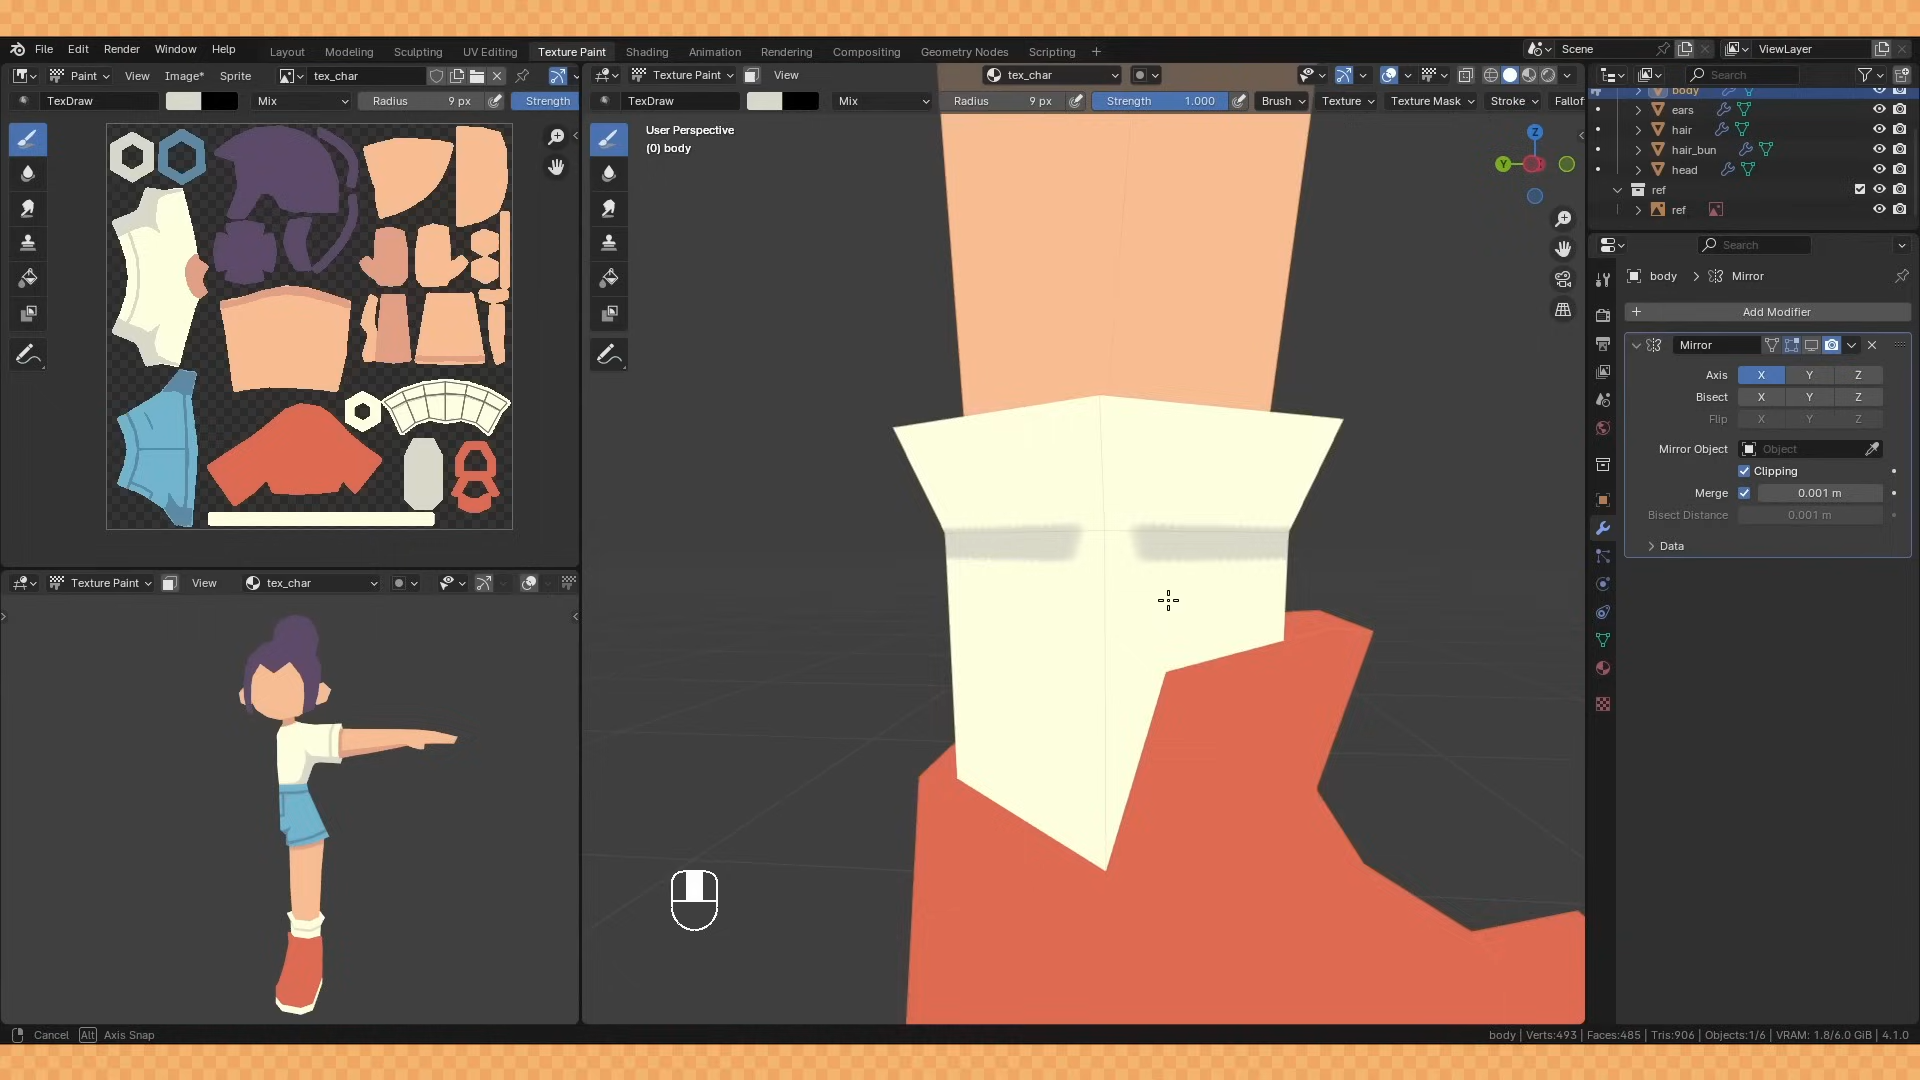 File Edit Render Window Help Layout Modeling Sculpting UV Editing Texture Paint Shading Animation Rendering Compositing Geometry Nodes Scripting + Scene ViewLayer
Paint View Image* Sprite tex_char
Texture Paint View tex_char Search
TexDraw Mix Radius 9 px Strength
TexDraw Mix Radius 9 px Strength 1.000 Brush Texture Texture Mask Stroke Fallof
body
ears
hair
hair_bun
head
ref
ref
User Perspective
(0) body
Z
Y
Search
body > Mirror
Add Modifier
Mirror
Axis X Y Z
Bisect X Y Z
Flip X Y Z
Mirror Object Object
Clipping
Merge 0.001 m
Bisect Distance 0.001 m
Data
Texture Paint View tex_char
Cancel Alt Axis Snap
body | Verts:493 | Faces:485 | Tris:906 | Objects:1/6 | VRAM: 1.8/6.0 GiB | 4.1.0